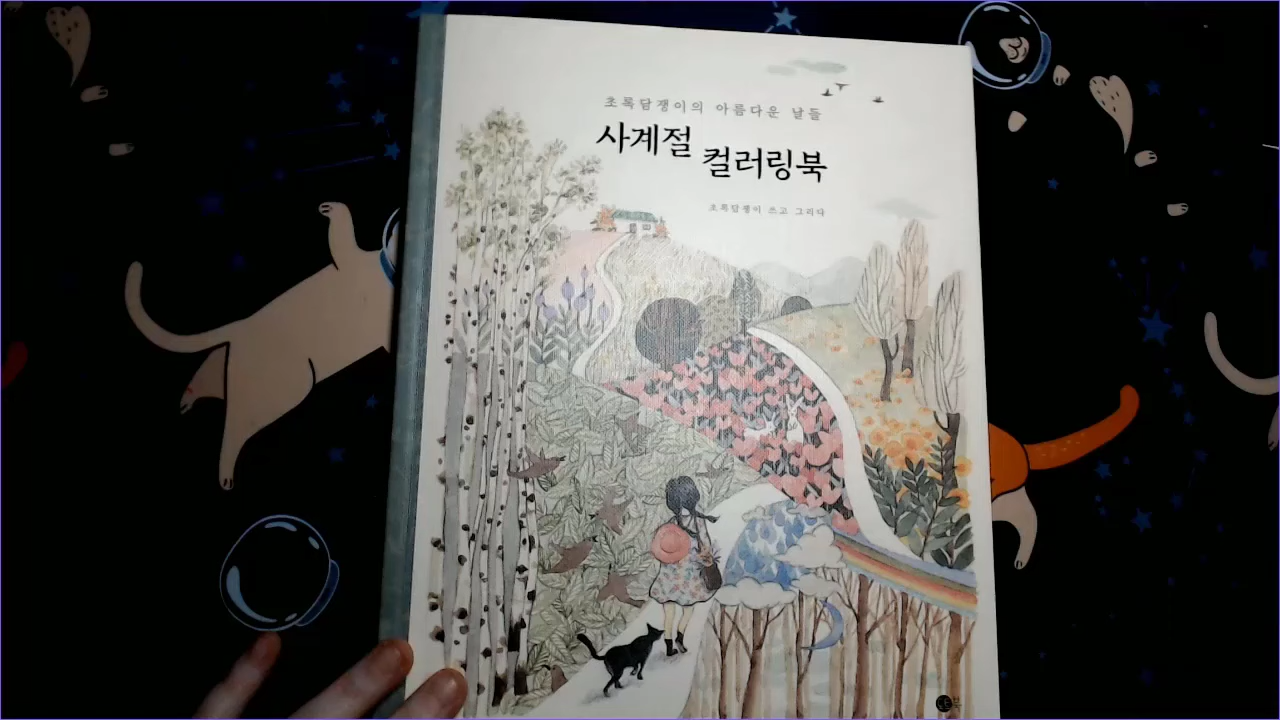 초록담쟁이의 아름다운 날들
사계절
컬러링북
초록담쟁이 쓰고 그리다